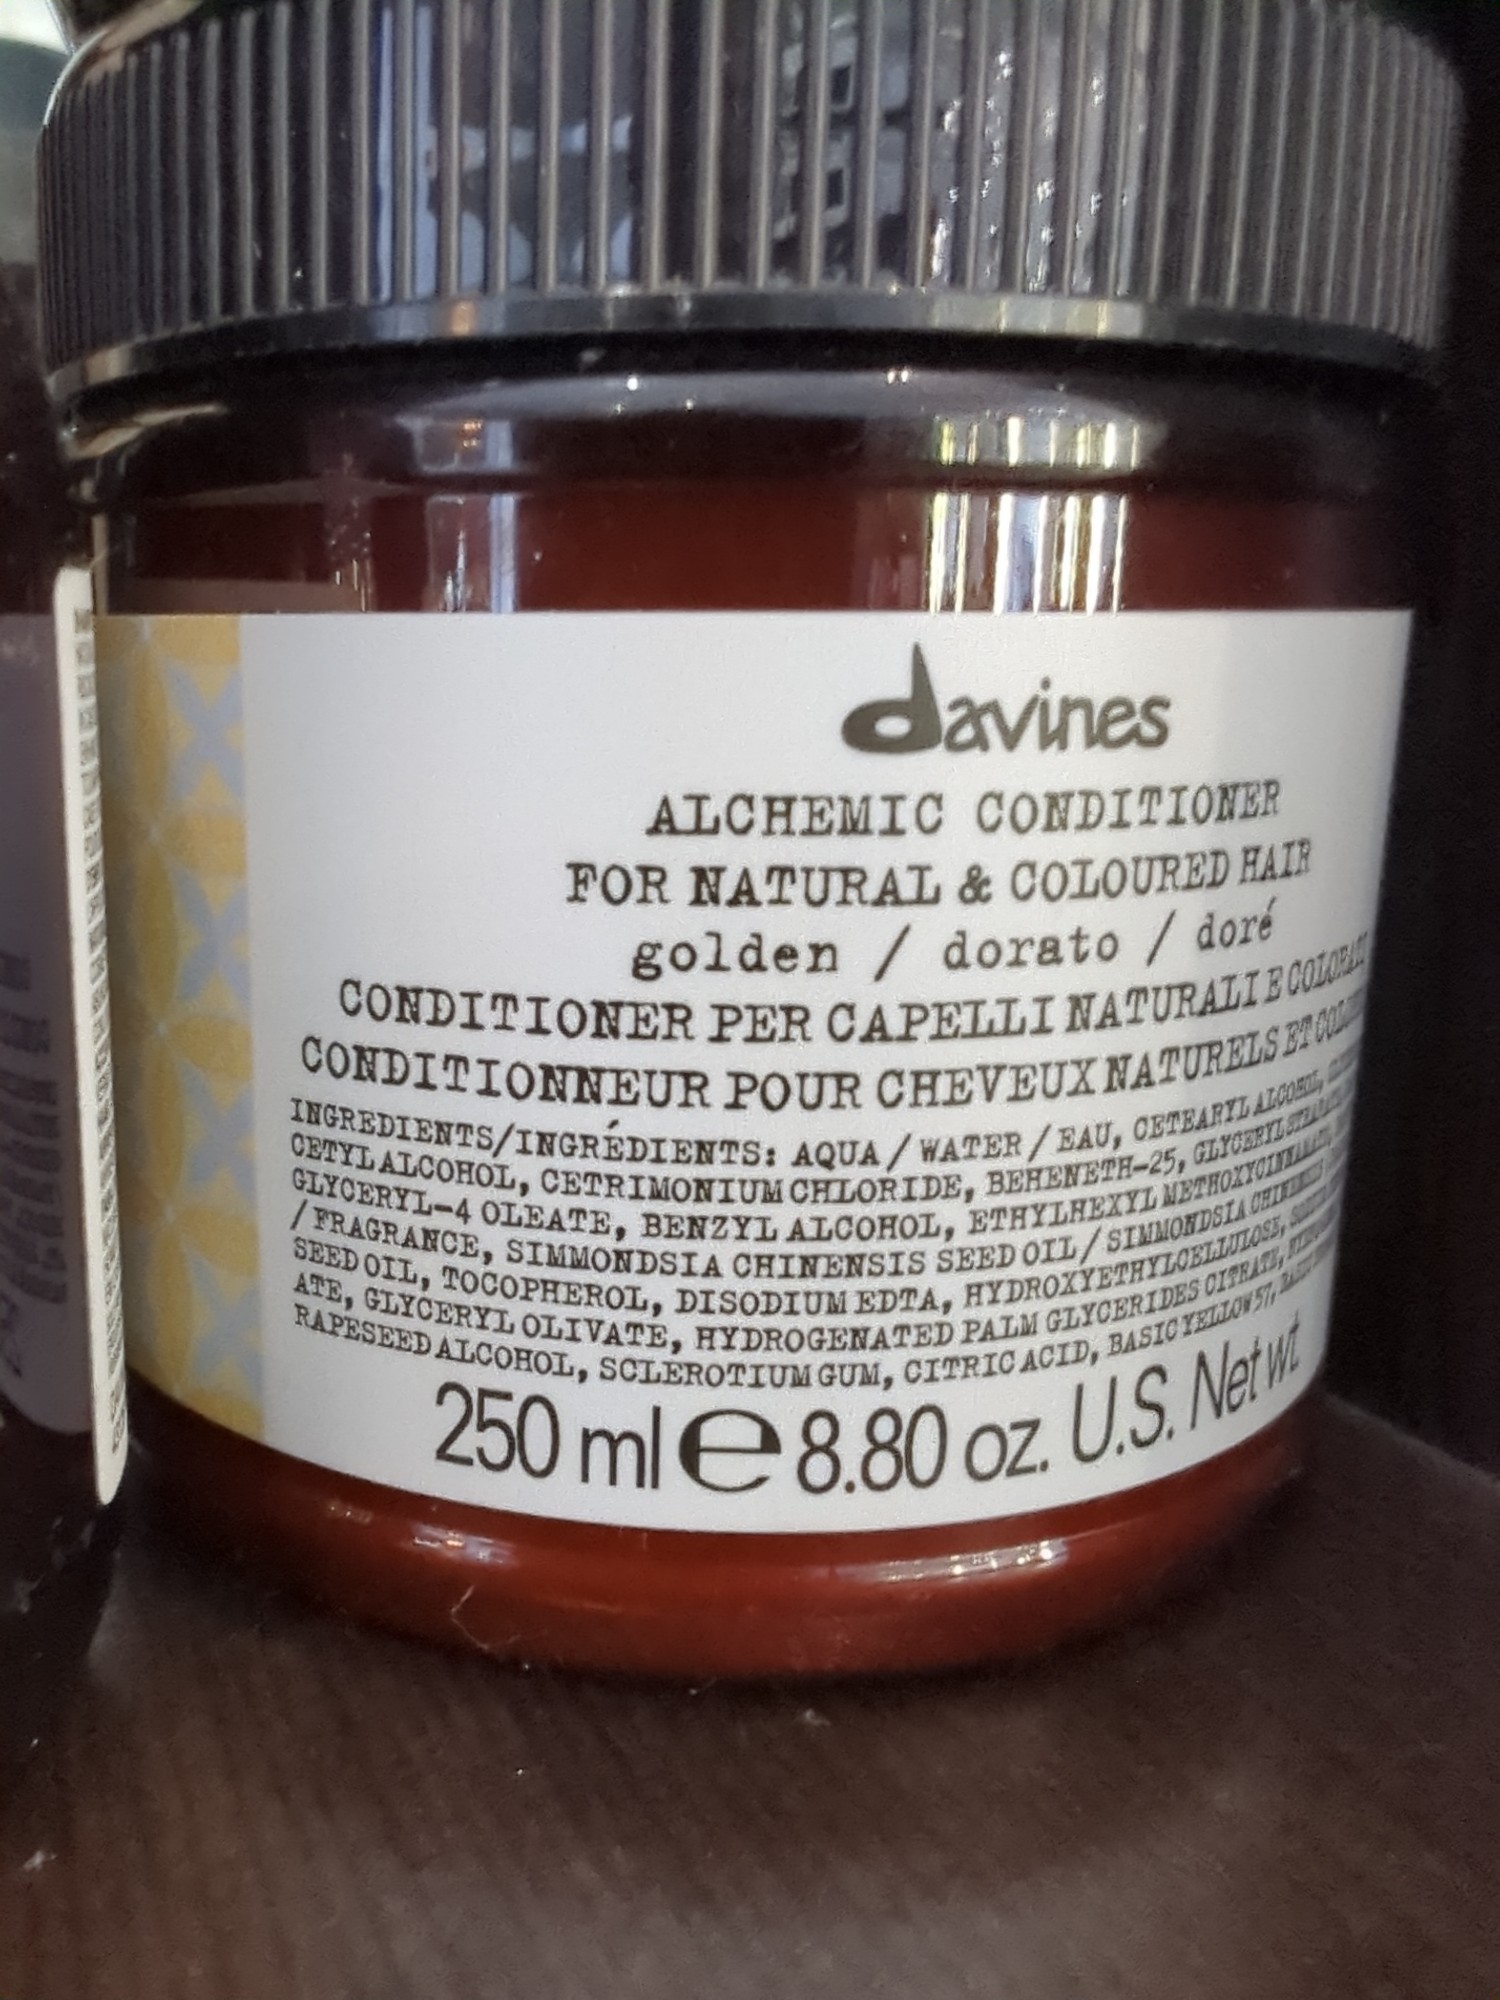 davines
ALCHEMIC CONDITIONER
FOR NATURAL & COLOURED HAIR
golden / dorato / doré
CONDITIONER PER CAPELLI NATURALI E
CONDITIONNEUR POUR CHEVEUX NATURELS ET
INGREDIENTS/INGRÉDIENTS: AQUA / WATER / EAU, CETEARYL ALCOHOL,
CETYL ALCOHOL, CETRIMONIUM CHLORIDE, BEHENETH-25, GLYCERYL
GLYCERYL-4 OLEATE, BENZYL ALCOHOL, ETHYLHEXYL METHOXYCINNAMATE,
/ FRAGRANCE, SIMMONDSIA CHINENSIS SEED OIL / SIMMONDSIA CHINENSIS
SEED OIL, TOCOPHEROL, DISODIUM EDTA, HYDROXYETHYLCELLULOSE,
ATE, GLYCERYL OLIVATE, HYDROGENATED PALM GLYCERIDES CITRATE,
RAPESEED ALCOHOL, SCLEROTIUM GUM, CITRIC ACID, BASIC YELLOW 57,
250 ml e 8.80 oz. U.S. Net wt